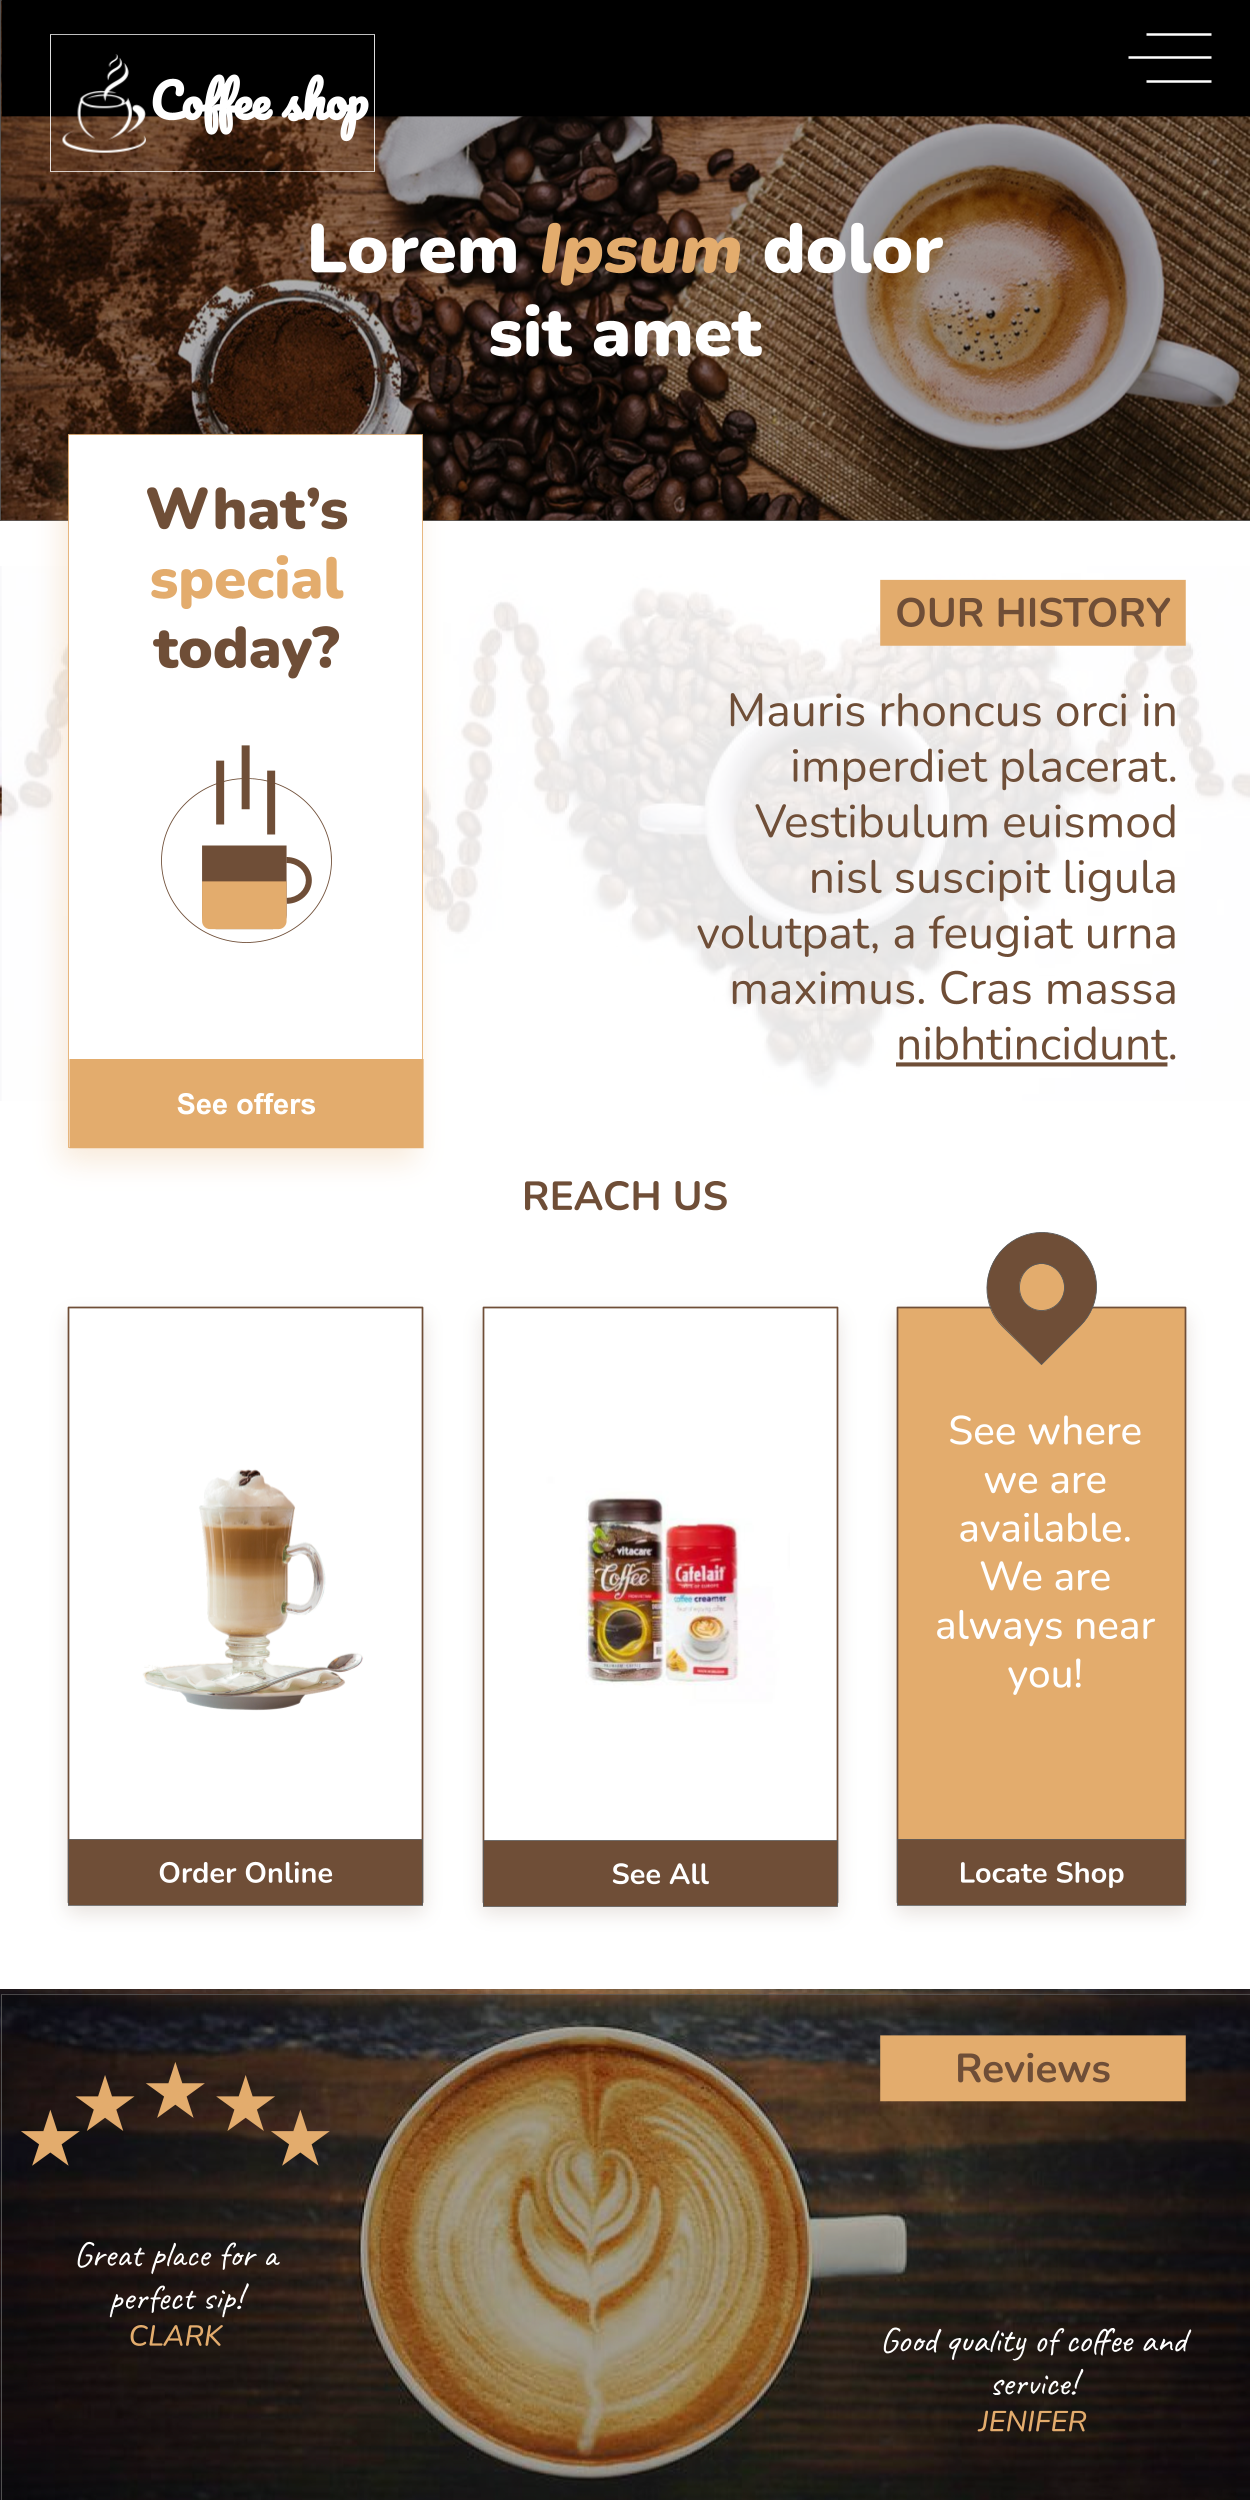 Coffee shop
Lorem Ipsum dolor
sit amet
What’s
special
today?
See offers
OUR HISTORY
Mauris rhoncus orci in
imperdiet placerat.
Vestibulum euismod
nisl suscipit ligula
volutpat, a feugiat urna
maximus. Cras massa
nibhtincidunt.
REACH US
vitacare
Coffee
Cafelait
coffee creamer
See where
we are
available.
We are
always near
you!
Order Online
See All
Locate Shop
Reviews
Great place for a
perfect sip!
CLARK
Good quality of coffee and
service!
JENIFER